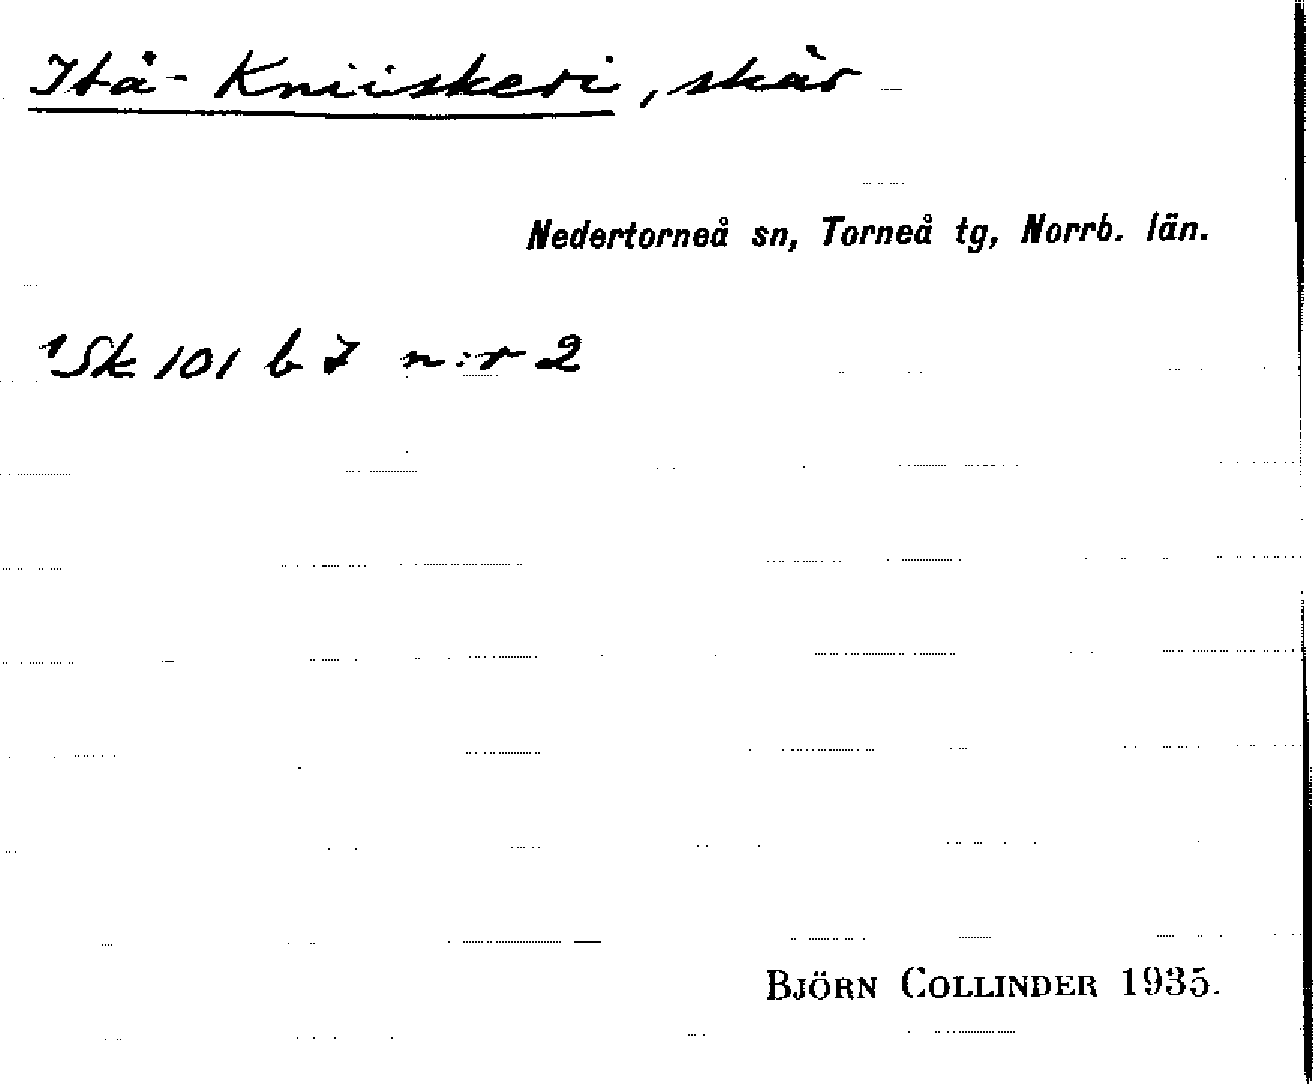 Itä-Kniiskeri, skär
Nedertorneå sn, Torneå tg, Norrb. län.
1 Sk 101 b 7 n:r 2
BJÖRN COLLINDER 1935.